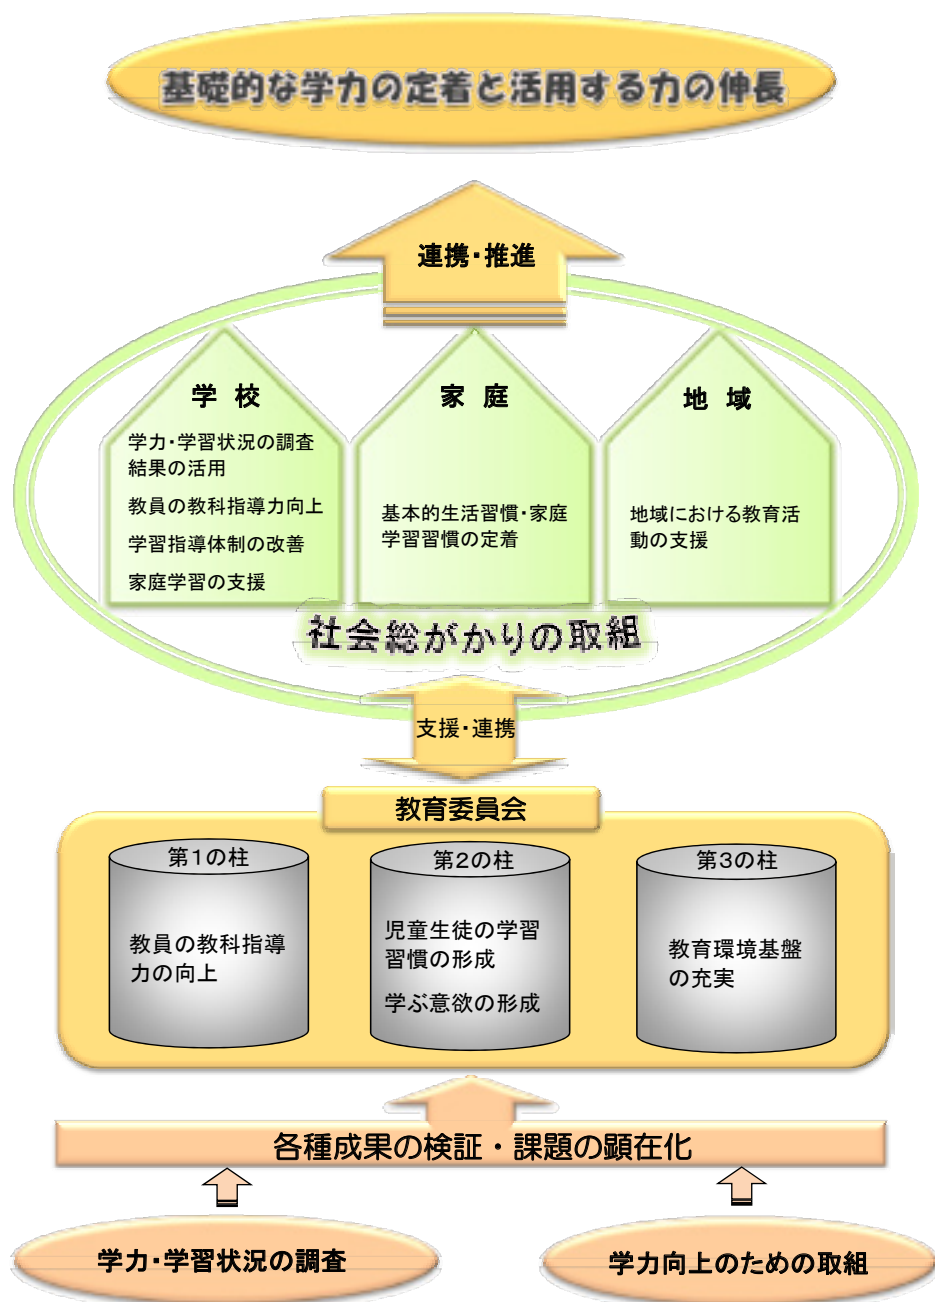 基礎的な学力の定着と活用する力の伸長
連携・推進
学 校
学力・学習状況の調査
結果の活用
教員の教科指導力向上
学習指導体制の改善
家庭学習の支援
家 庭
基本的生活習慣・家庭
学習習慣の定着
地 域
地域における教育活
動の支援
社会総がかりの取組
支援・連携
教育委員会
第1の柱
教員の教科指導
力の向上
第2の柱
児童生徒の学習
習慣の形成
学ぶ意欲の形成
第3の柱
教育環境基盤
の充実
各種成果の検証・課題の顕在化
学力・学習状況の調査
学力向上のための取組